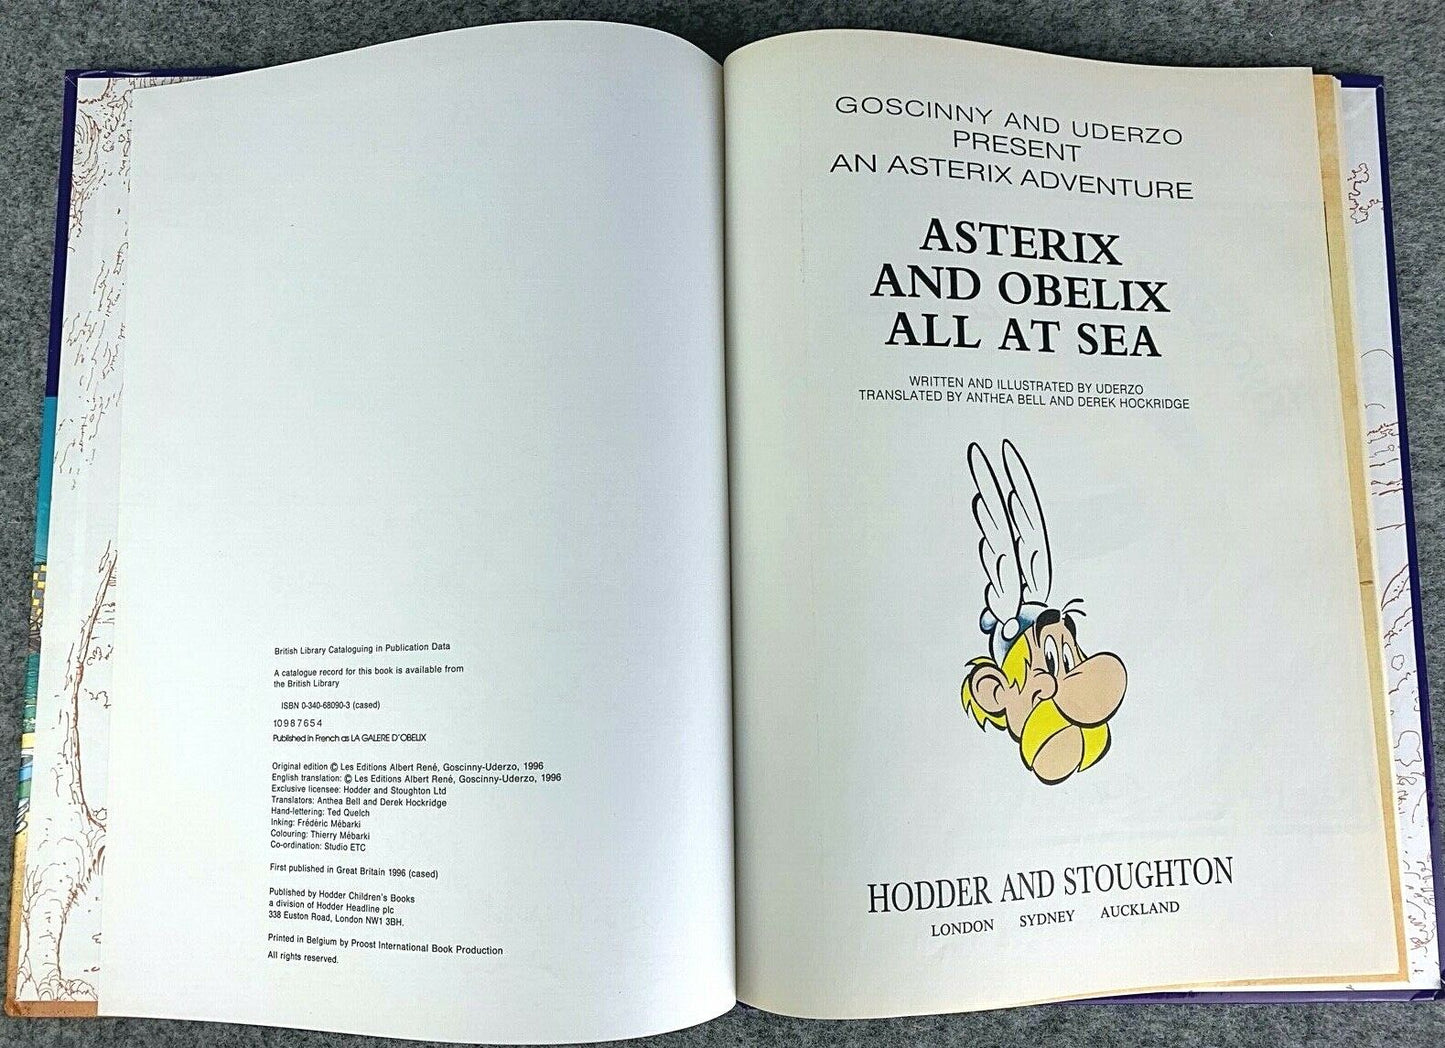 British Library Cataloguing in Publication Data
A catalogue record for this book is available from
the British Library
ISBN 0-340-68090-3 (cased)
10987654
Published in French as LA GALERE D'OBELIX
Original edition © Les Editions Albert René, Goscinny-Uderzo, 1996
English translation: © Les Editions Albert René, Goscinny-Uderzo, 1996
Exclusive licensee: Hodder and Stoughton Ltd
Translators: Anthea Bell and Derek Hockridge
Hand-lettering: Ted Quelch
Inking: Frédéric Mébarki
Colouring: Thierry Mébarki
Co-ordination: Studio ETC
First published in Great Britain 1996 (cased)
Published by Hodder Children's Books
a division of Hodder Headline plc
338 Euston Road, London NW1 3BH.
Printed in Belgium by Proost International Book Production
All rights reserved.
GOSCINNY AND UDERZO
PRESENT
AN ASTERIX ADVENTURE
ASTERIX
AND OBELIX
ALL AT SEA
WRITTEN AND ILLUSTRATED BY UDERZO
TRANSLATED BY ANTHEA BELL AND DEREK HOCKRIDGE
HODDER AND STOUGHTON
LONDON SYDNEY AUCKLAND